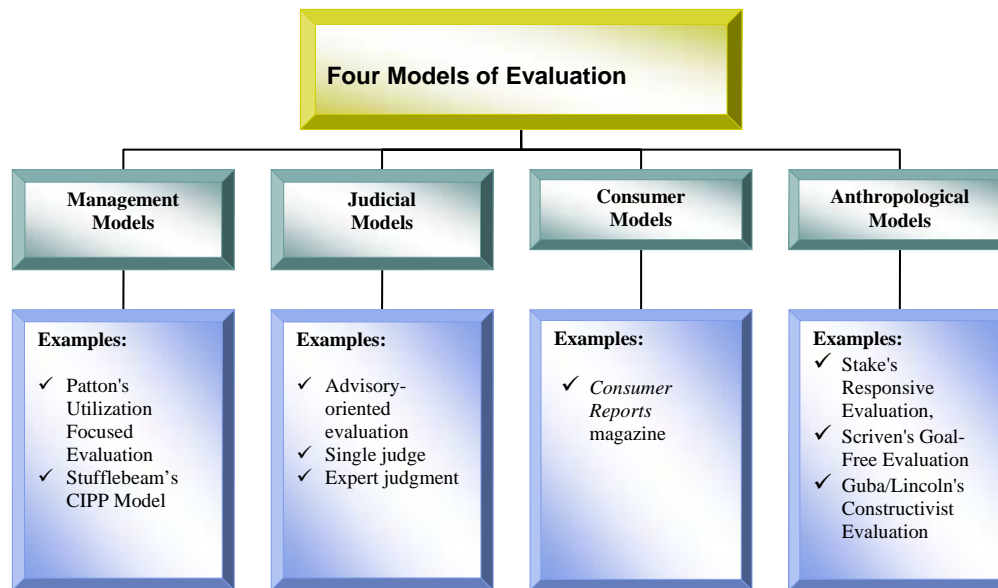 Four Models of Evaluation
Management
Models
Judicial
Models
Consumer
Models
Anthropological
Models
Examples:
✓ Patton's
Utilization
Focused
Evaluation
✓ Stufflebeam’s
CIPP Model
Examples:
✓ Advisory-
oriented
evaluation
✓ Single judge
✓ Expert judgment
Examples:
✓ Consumer
Reports
magazine
Examples:
✓ Stake's
Responsive
Evaluation,
✓ Scriven's Goal-
Free Evaluation
✓ Guba/Lincoln's
Constructivist
Evaluation